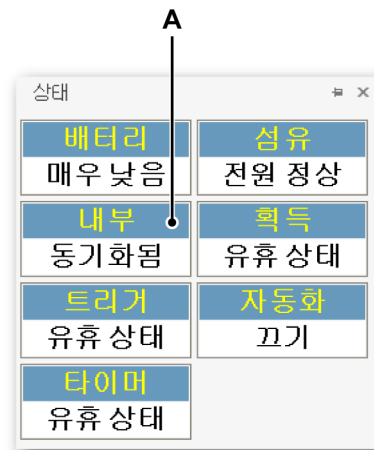 A
상태
배터리 섬유
매우 낮음 전원 정상
내부 획득
동기화됨 유휴 상태
트리거 자동화
유휴 상태 끄기
타이머
유휴 상태